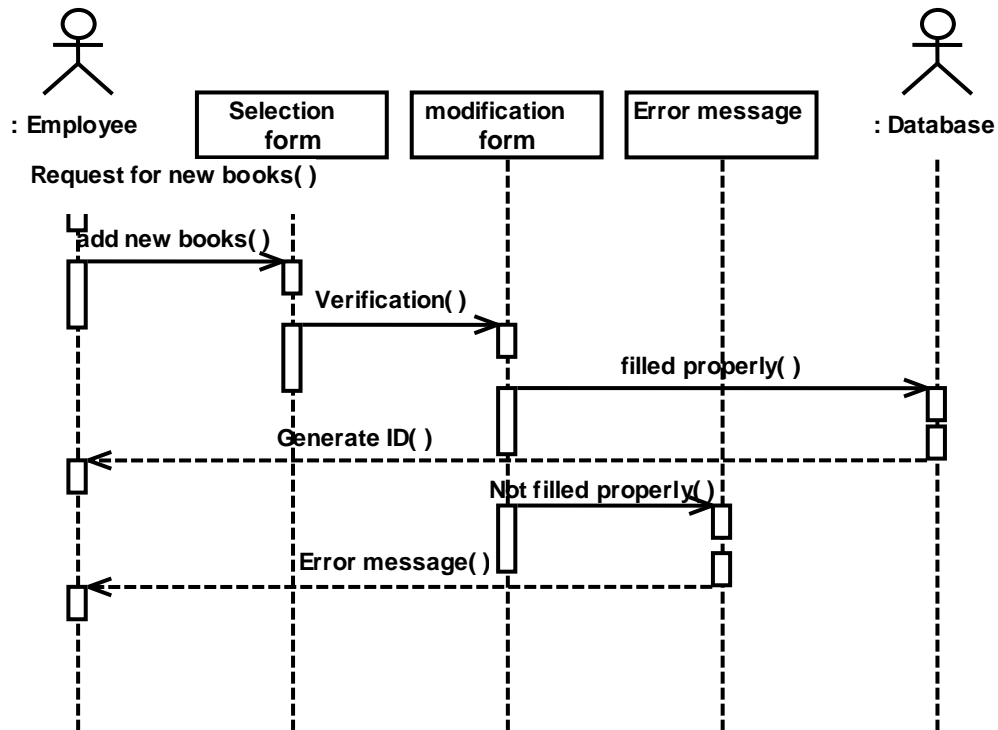 : Employee
Selection
form
modification
form
Error message
: Database
Request for new books( )
add new books( )
Verification( )
filled properly( )
Generate ID( )
Not filled properly( )
Error message( )